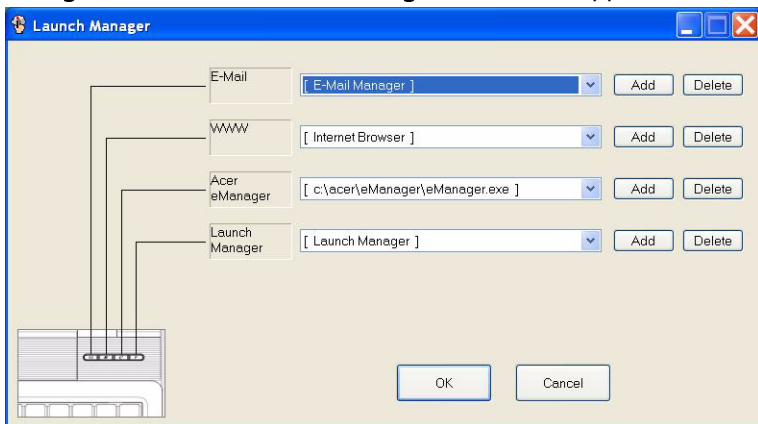 Launch Manager
E-Mail
[ E-Mail Manager ]
Add
Delete
WWW
[ Internet Browser ]
Add
Delete
Acer
eManager
[ c:\acer\eManager\eManager.exe ]
Add
Delete
Launch
Manager
[ Launch Manager ]
Add
Delete
OK
Cancel